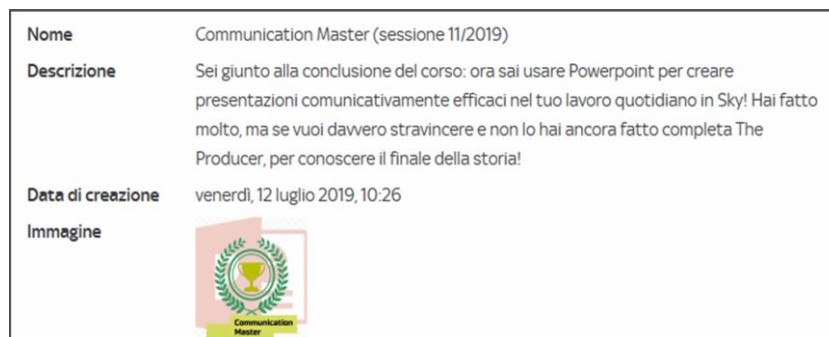 Nome Communication Master (sessione 11/2019)
Descrizione Sei giunto alla conclusione del corso: ora sai usare Powerpoint per creare
presentazioni comunicativamente efficaci nel tuo lavoro quotidiano in Sky! Hai fatto
molto, ma se vuoi davvero stravincere e non lo hai ancora fatto completa The
Producer, per conoscere il finale della storia!
Data di creazione venerdì, 12 luglio 2019, 10:26
Immagine
Communication
Master